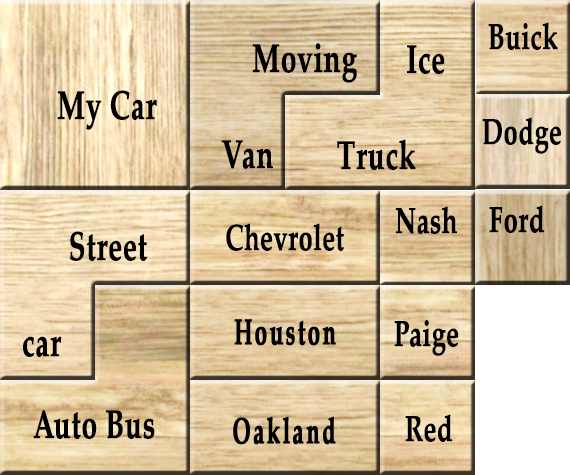 My Car
Moving
Van
Ice
Truck
Buick
Dodge
Street
car
Chevrolet
Nash
Ford
Houston
Paige
Auto Bus
Oakland
Red